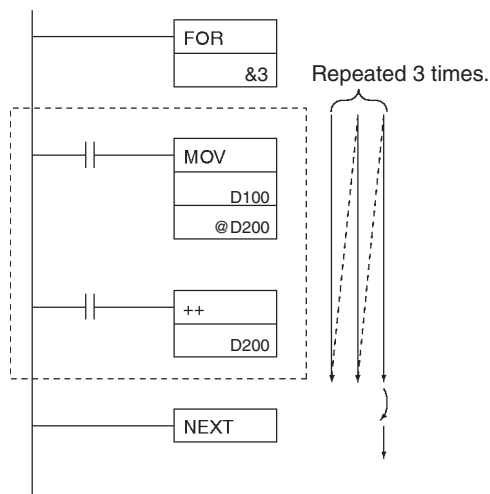 FOR
&3
Repeated 3 times.
MOV
D100
@D200
++
D200
NEXT